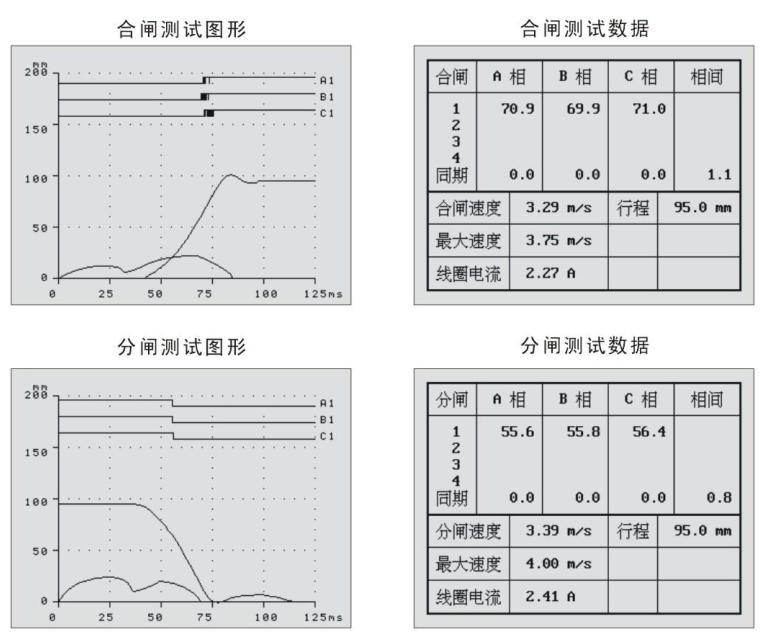 合闸测试图形
mm
200
A1
B1
C1
150
100
50
0
0 25 50 75 100 125ms
合闸测试数据
合闸 A 相 B 相 C 相 相间
1 70.9 69.9 71.0
2
3
4
同期 0.0 0.0 0.0 1.1
合闸速度 3.29 m/s 行程 95.0 mm
最大速度 3.75 m/s
线圈电流 2.27 A
分闸测试图形
mm
200
A1
B1
C1
150
100
50
0
0 25 50 75 100 125ms
分闸测试数据
分闸 A 相 B 相 C 相 相间
1 55.6 55.8 56.4
2
3
4
同期 0.0 0.0 0.0 0.8
分闸速度 3.39 m/s 行程 95.0 mm
最大速度 4.00 m/s
线圈电流 2.41 A